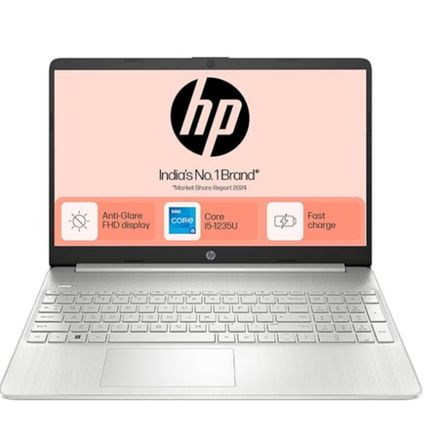 hp
India's No.1 Brand*
*Market Share Report 2024
Anti-Glare
FHD display
intel
CORE
i5
Core
i5-1235U
Fast
charge
hp